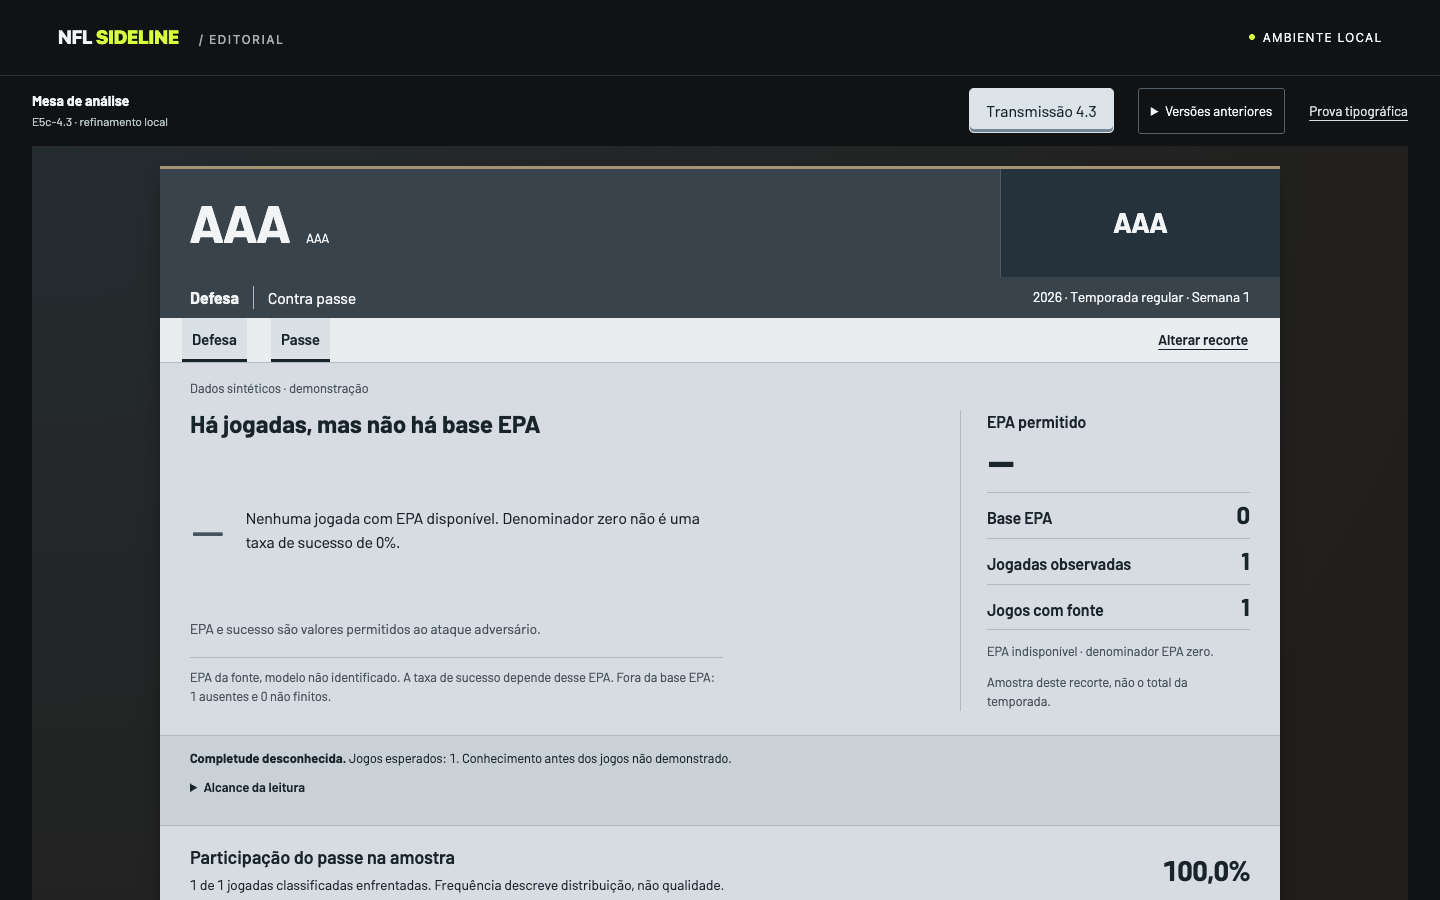 NFL SIDELINE / EDITORIAL
AMBIENTE LOCAL
Mesa de análise
E5c-4.3 · refinamento local
Transmissão 4.3
Versões anteriores
Prova tipográfica
AAA AAA
AAA
Defesa Contra passe
2026 · Temporada regular · Semana 1
Defesa Passe
Alterar recorte
Dados sintéticos · demonstração
Há jogadas, mas não há base EPA
— Nenhuma jogada com EPA disponível. Denominador zero não é uma
taxa de sucesso de 0%.
EPA e sucesso são valores permitidos ao ataque adversário.
EPA da fonte, modelo não identificado. A taxa de sucesso depende desse EPA. Fora da base EPA:
1 ausentes e 0 não finitos.
EPA permitido
—
Base EPA 0
Jogadas observadas 1
Jogos com fonte 1
EPA indisponível · denominador EPA zero.
Amostra deste recorte, não o total da
temporada.
Completude desconhecida. Jogos esperados: 1. Conhecimento antes dos jogos não demonstrado.
Alcance da leitura
Participação do passe na amostra
1 de 1 jogadas classificadas enfrentadas. Frequência descreve distribuição, não qualidade.
100,0%